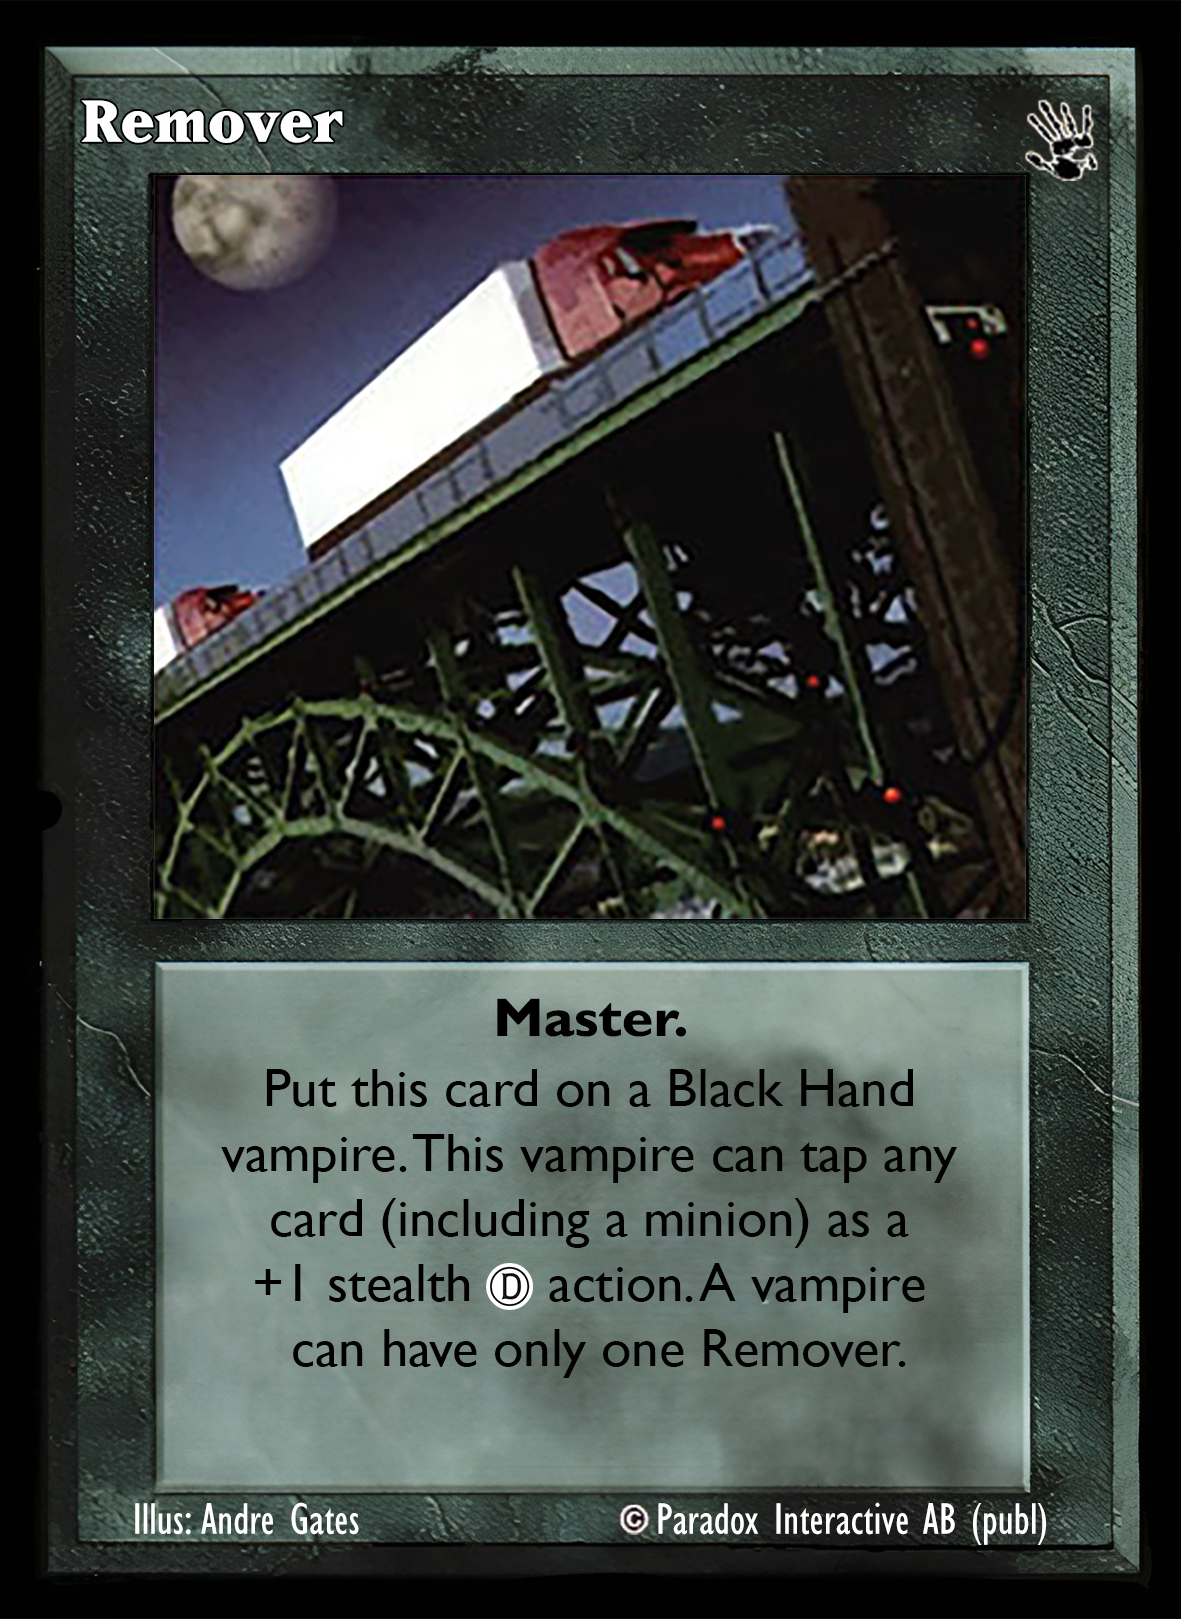 Remover
Master.
Put this card on a Black Hand
vampire. This vampire can tap any
card (including a minion) as a
+1 stealth Ⓓ action. A vampire
can have only one Remover.
Illus: Andre Gates
© Paradox Interactive AB (publ)